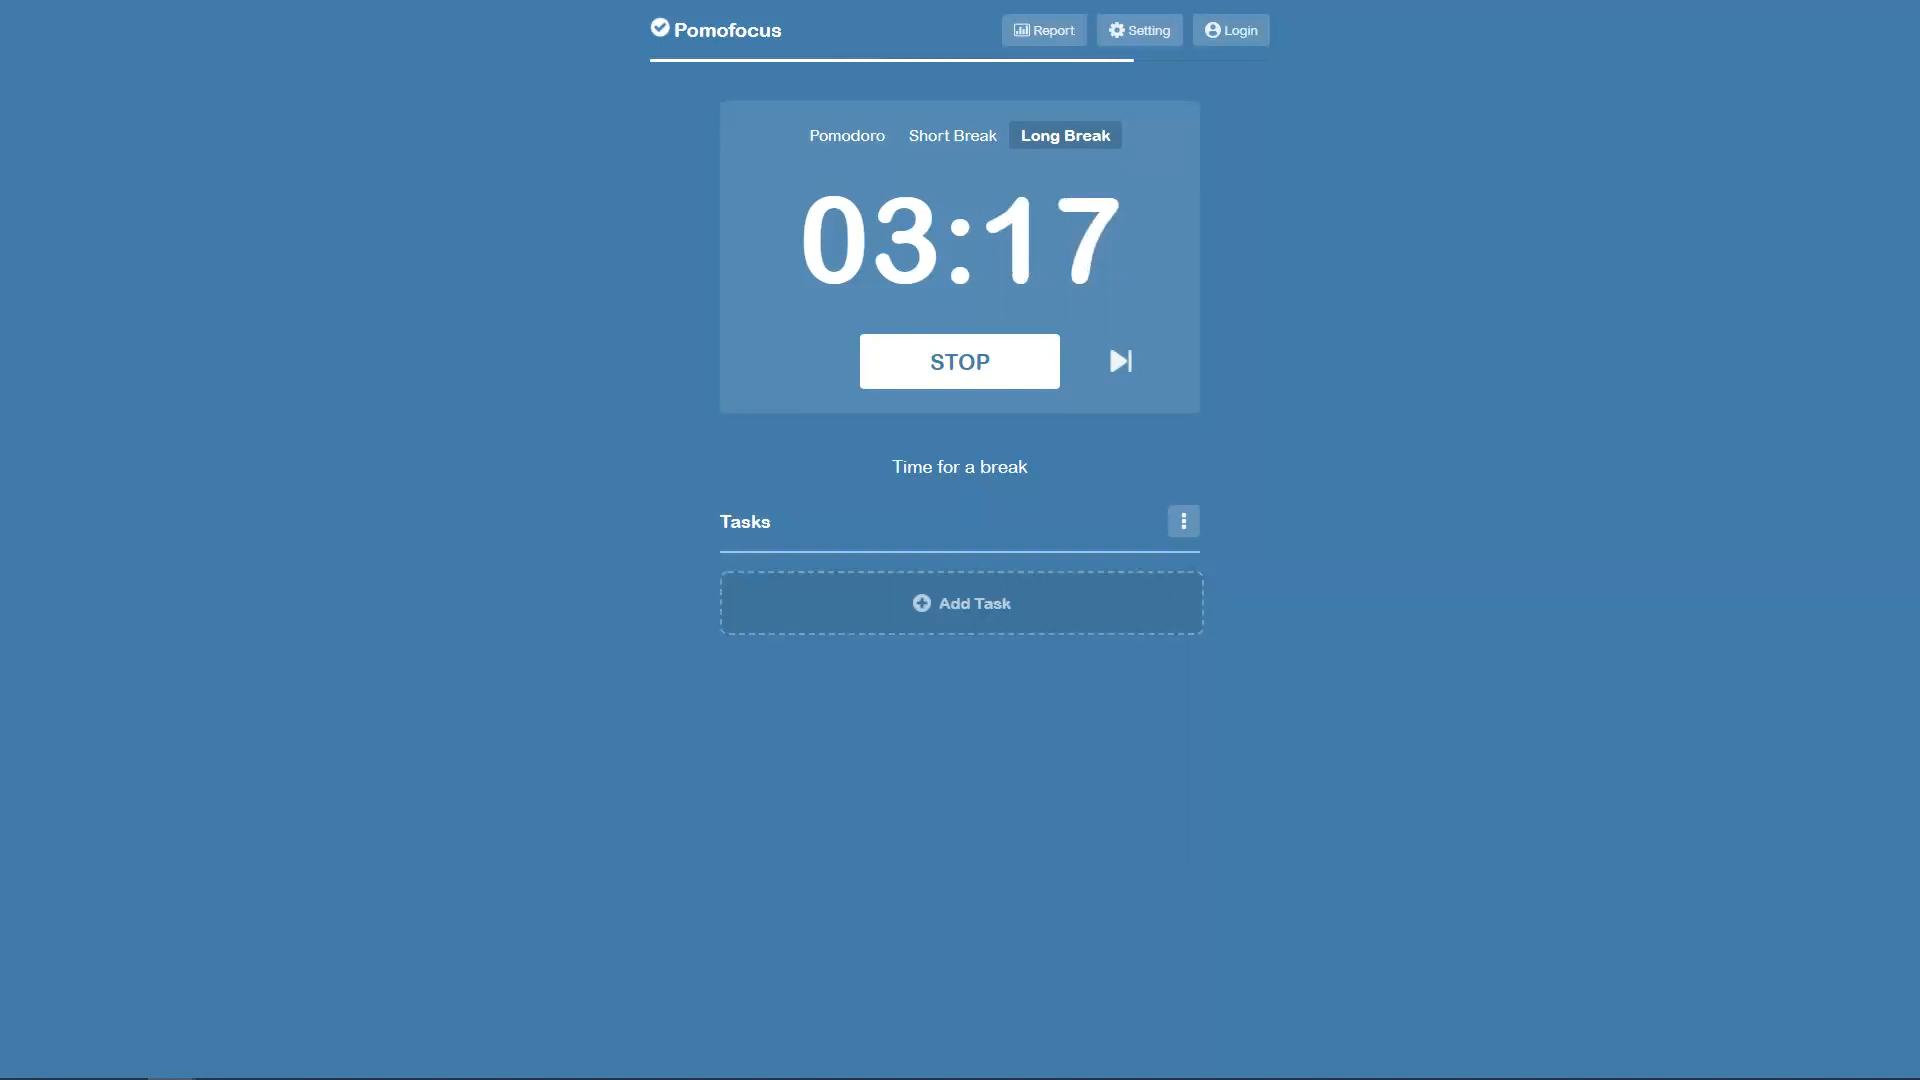 Pomofocus
Report
Setting
Login
Pomodoro
Short Break
Long Break
03:17
STOP
Time for a break
Tasks
Add Task